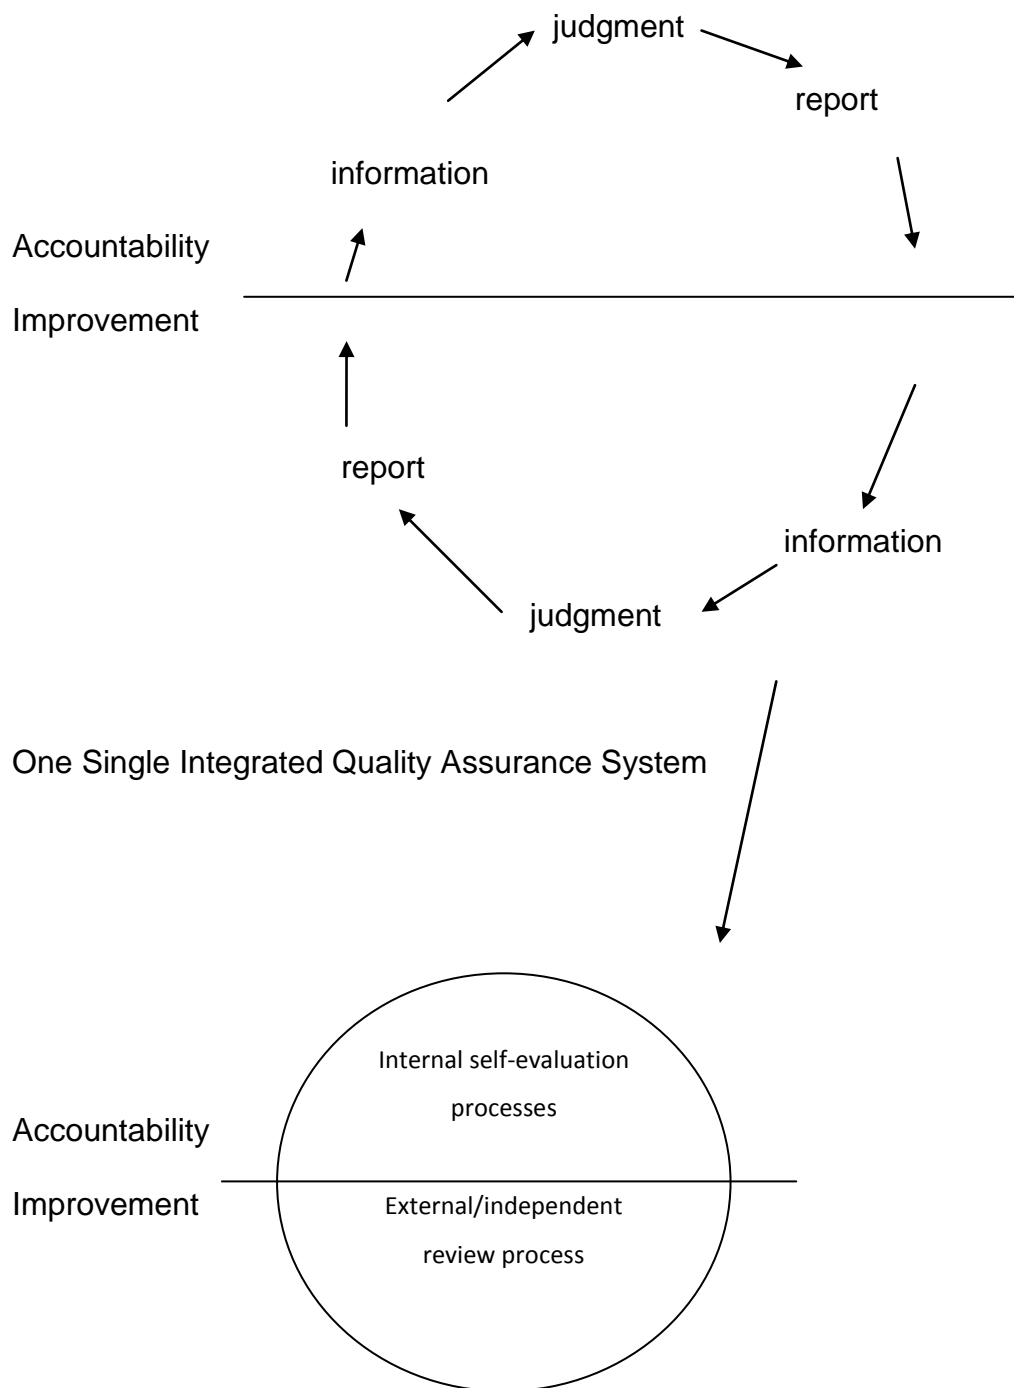 judgment
report
information
Accountability
Improvement
report
information
judgment
One Single Integrated Quality Assurance System
Internal self-evaluation
processes
Accountability
Improvement
External/independent
review process